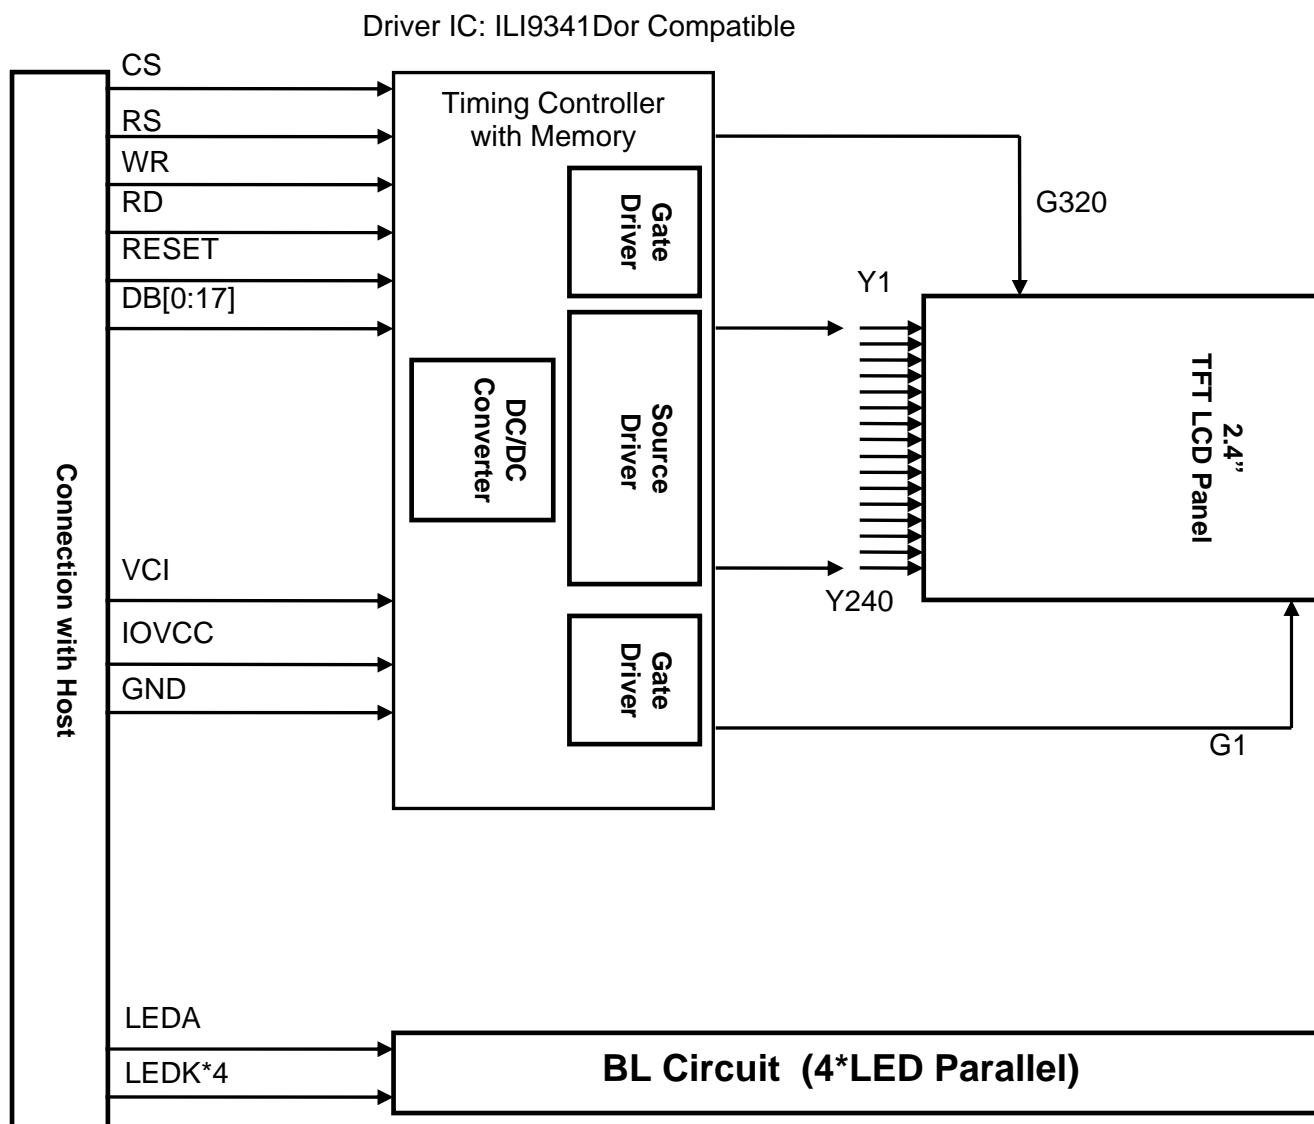 Driver IC: ILI9341Dor Compatible
CS
RS
WR
RD
RESET
DB[0:17]
VCI
IOVCC
GND
LEDA
LEDK*4
Connection with Host
Timing Controller
with Memory
Gate
Driver
DC/DC
Converter
Source
Driver
Gate
Driver
G320
Y1
Y240
G1
2.4”
TFT LCD Panel
BL Circuit (4*LED Parallel)